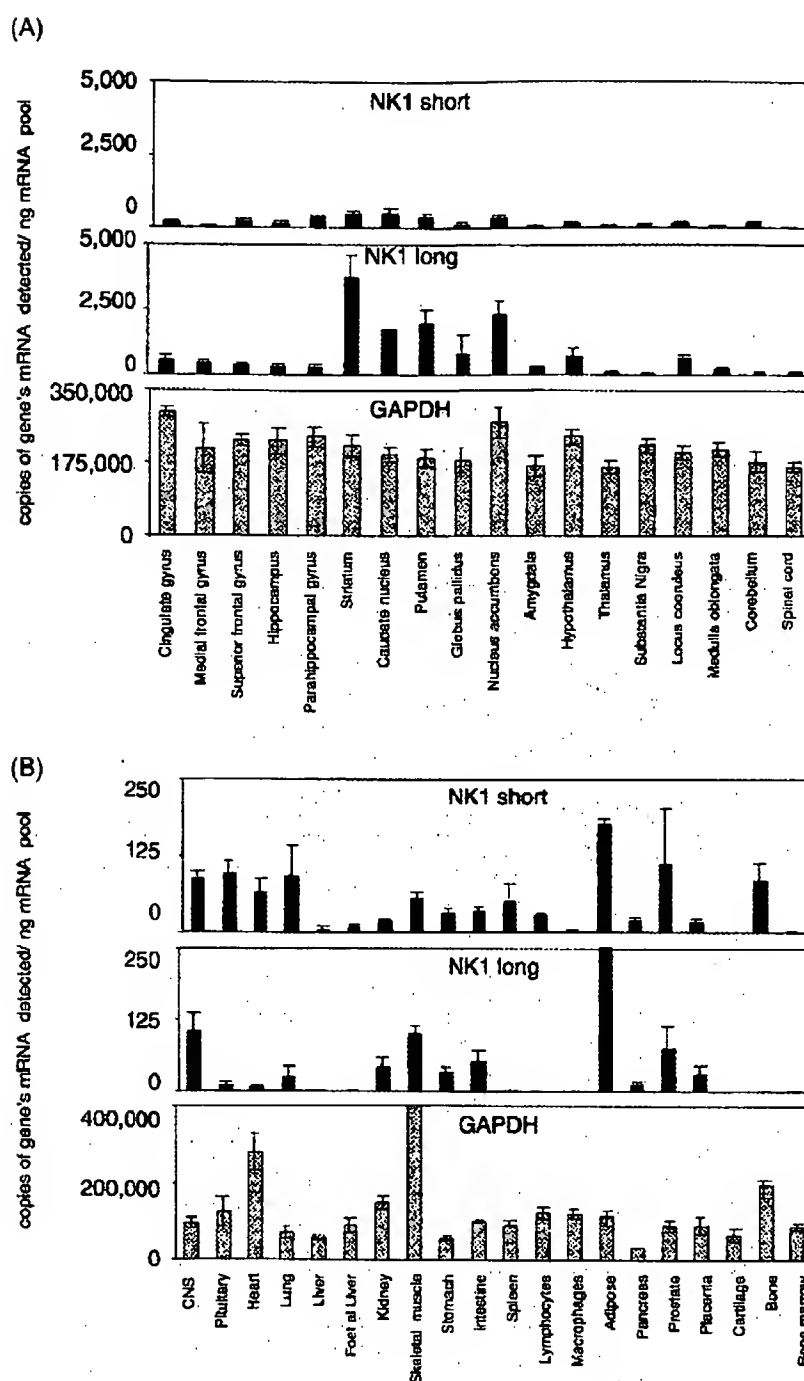 (A)
copies of gene's mRNA detected/ ng mRNA pool
5,000
NK1 short
2,500
0
5,000
NK1 long
2,500
0
350,000
GAPDH
175,000
0
Cingulate gyrus
Medial frontal gyrus
Superior frontal gyrus
Hippocampus
Parahippocampal gyrus
Striatum
Caudate nucleus
Putamen
Globus pallidus
Nucleus accumbens
Amygdala
Hypothalamus
Thalamus
Substantia Nigra
Locus coeruleus
Medulla oblongata
Cerebellum
Spinal cord
(B)
copies of gene's mRNA detected/ ng mRNA pool
250
NK1 short
125
0
250
NK1 long
125
0
400,000
GAPDH
200,000
0
CNS
Pituitary
Heart
Lung
Liver
Foet al Liver
Kidney
Skeletal muscle
Stomach
Intestine
Spleen
Lymphocytes
Macrophages
Adipose
Pancreas
Prostate
Placenta
Cartilage
Bone
Bone marrow